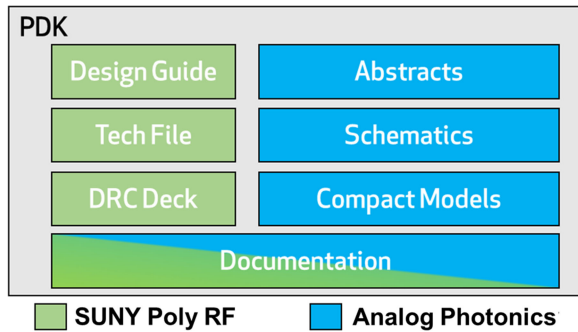 PDK
Design Guide
Abstracts
Tech File
Schematics
DRC Deck
Compact Models
Documentation
SUNY Poly RF
Analog Photonics